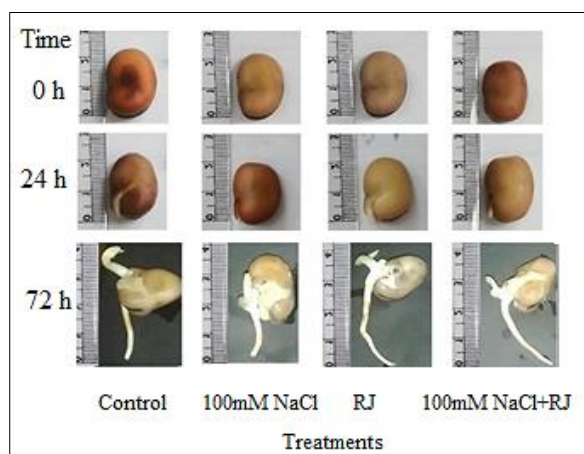 Time
0 h
24 h
72 h
Control 100mM NaCl RJ 100mM NaCl+RJ
Treatments